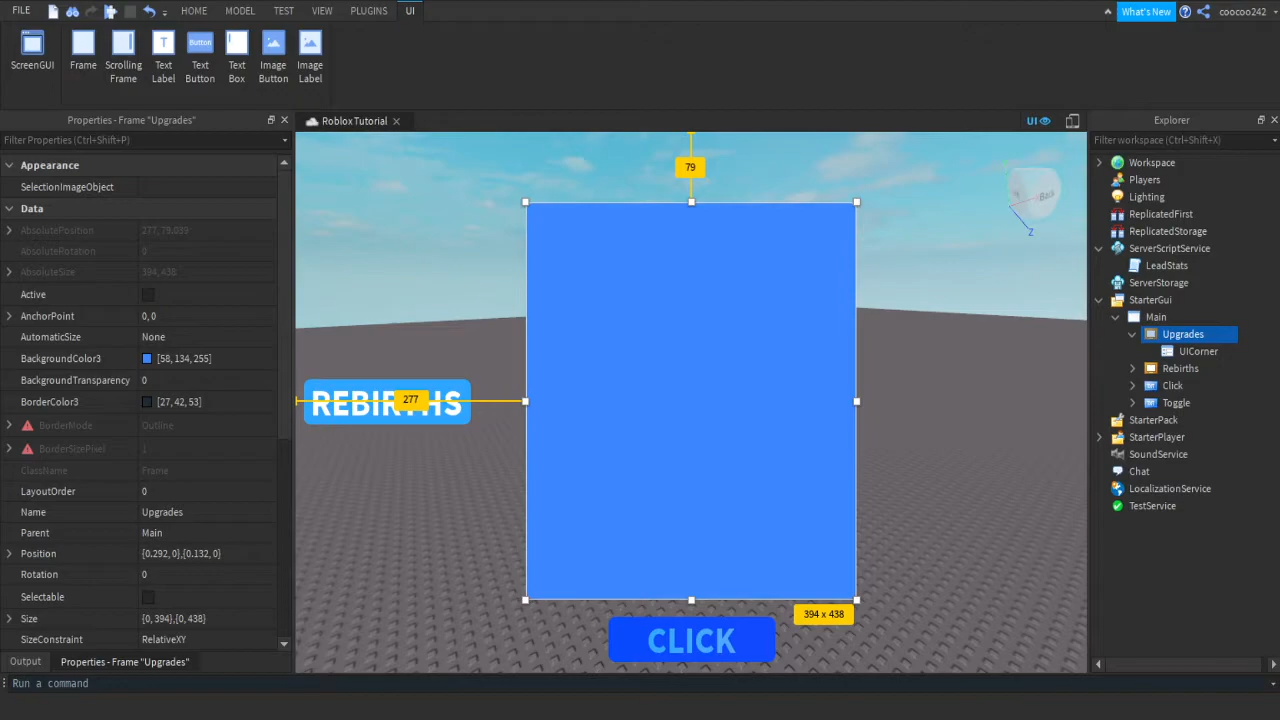 FILE HOME MODEL TEST VIEW PLUGINS UI What's New coocoo242
ScreenGUI Frame Scrolling Frame Text Label Button Text Button Text Box Image Button Image Label
Properties - Frame "Upgrades"
Filter Properties (Ctrl+Shift+P)
Appearance
SelectionImageObject
Data
AbsolutePosition 277, 79.039
AbsoluteRotation 0
AbsoluteSize 394, 438
Active
AnchorPoint 0, 0
AutomaticSize None
BackgroundColor3 [58, 134, 255]
BackgroundTransparency 0
BorderColor3 [27, 42, 53]
BorderMode Outline
BorderSizePixel 1
ClassName Frame
LayoutOrder 0
Name Upgrades
Parent Main
Position {0.292, 0},{0.132, 0}
Rotation 0
Selectable
Size {0, 394},{0, 438}
SizeConstraint RelativeXY
Output Properties - Frame "Upgrades"
Run a command
Roblox Tutorial
UI
79
Back
Z
REBIRTHS
277
394 x 438
CLICK
Explorer
Filter workspace (Ctrl+Shift+X)
Workspace
Players
Lighting
ReplicatedFirst
ReplicatedStorage
ServerScriptService
LeadStats
ServerStorage
StarterGui
Main
Upgrades
UICorner
Rebirths
Click
Toggle
StarterPack
StarterPlayer
SoundService
Chat
LocalizationService
TestService